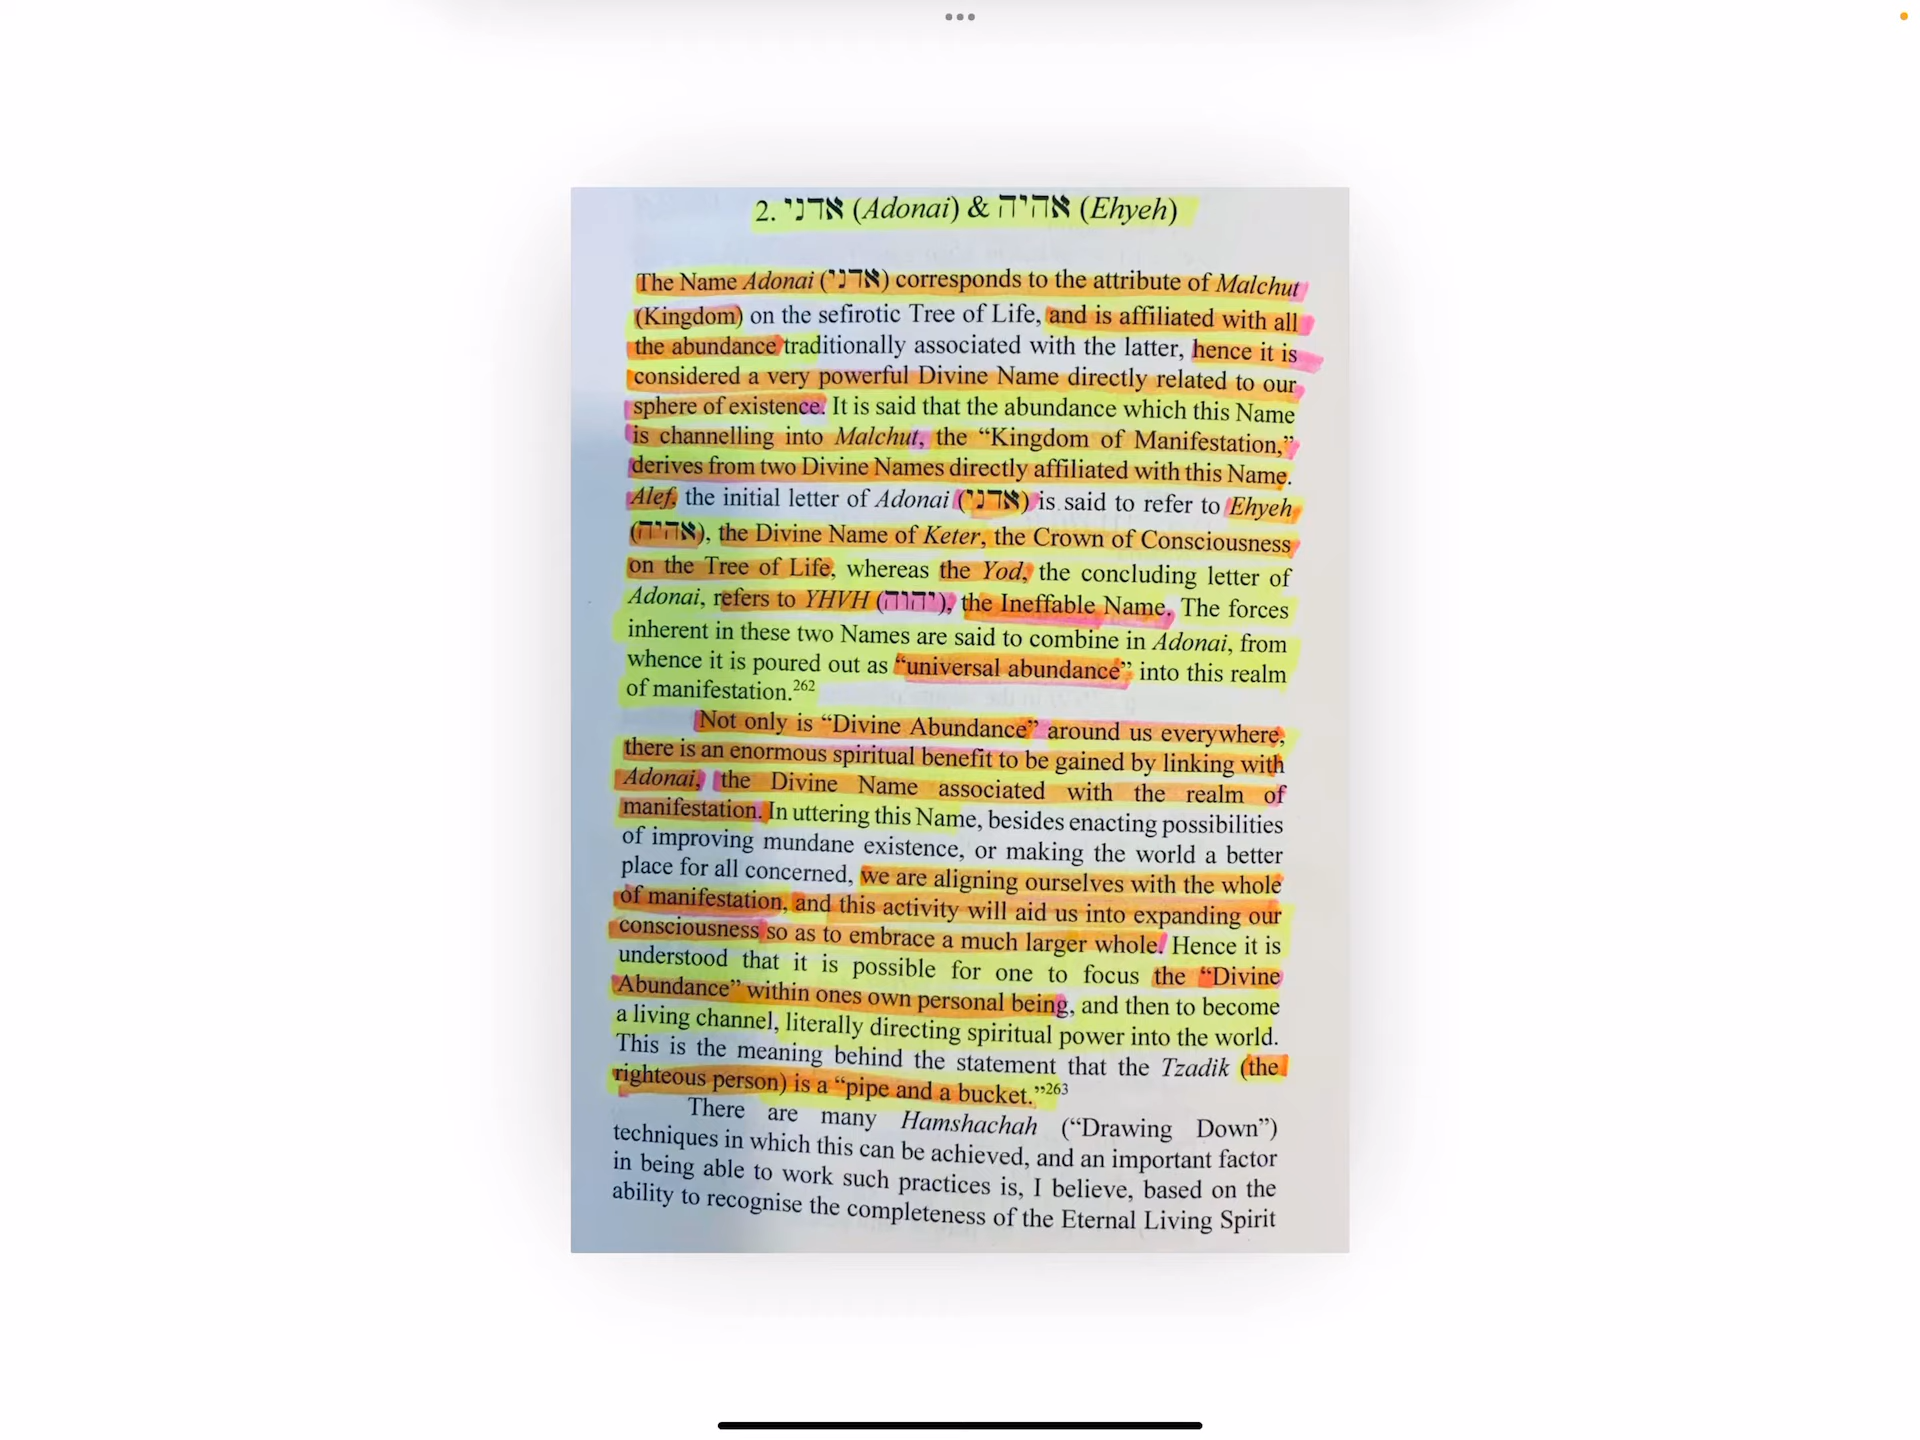 2. אדני (Adonai) & אהיה (Ehyeh)
The Name Adonai (אדני) corresponds to the attribute of Malchut
(Kingdom) on the sefirotic Tree of Life, and is affiliated with all
the abundance traditionally associated with the latter, hence it is
considered a very powerful Divine Name directly related to our
sphere of existence. It is said that the abundance which this Name
is channelling into Malchut, the “Kingdom of Manifestation,”
derives from two Divine Names directly affiliated with this Name.
Alef, the initial letter of Adonai (אדני) is said to refer to Ehyeh
(אהיה), the Divine Name of Keter, the Crown of Consciousness
on the Tree of Life, whereas the Yod, the concluding letter of
Adonai, refers to YHVH (יהוה), the Ineffable Name. The forces
inherent in these two Names are said to combine in Adonai, from
whence it is poured out as “universal abundance” into this realm
of manifestation.262
Not only is “Divine Abundance” around us everywhere,
there is an enormous spiritual benefit to be gained by linking with
Adonai, the Divine Name associated with the realm of
manifestation. In uttering this Name, besides enacting possibilities
of improving mundane existence, or making the world a better
place for all concerned, we are aligning ourselves with the whole
of manifestation, and this activity will aid us into expanding our
consciousness so as to embrace a much larger whole. Hence it is
understood that it is possible for one to focus the “Divine
Abundance” within ones own personal being, and then to become
a living channel, literally directing spiritual power into the world.
This is the meaning behind the statement that the Tzadik (the
righteous person) is a “pipe and a bucket.”263
There are many Hamshachah (“Drawing Down”)
techniques in which this can be achieved, and an important factor
in being able to work such practices is, I believe, based on the
ability to recognise the completeness of the Eternal Living Spirit